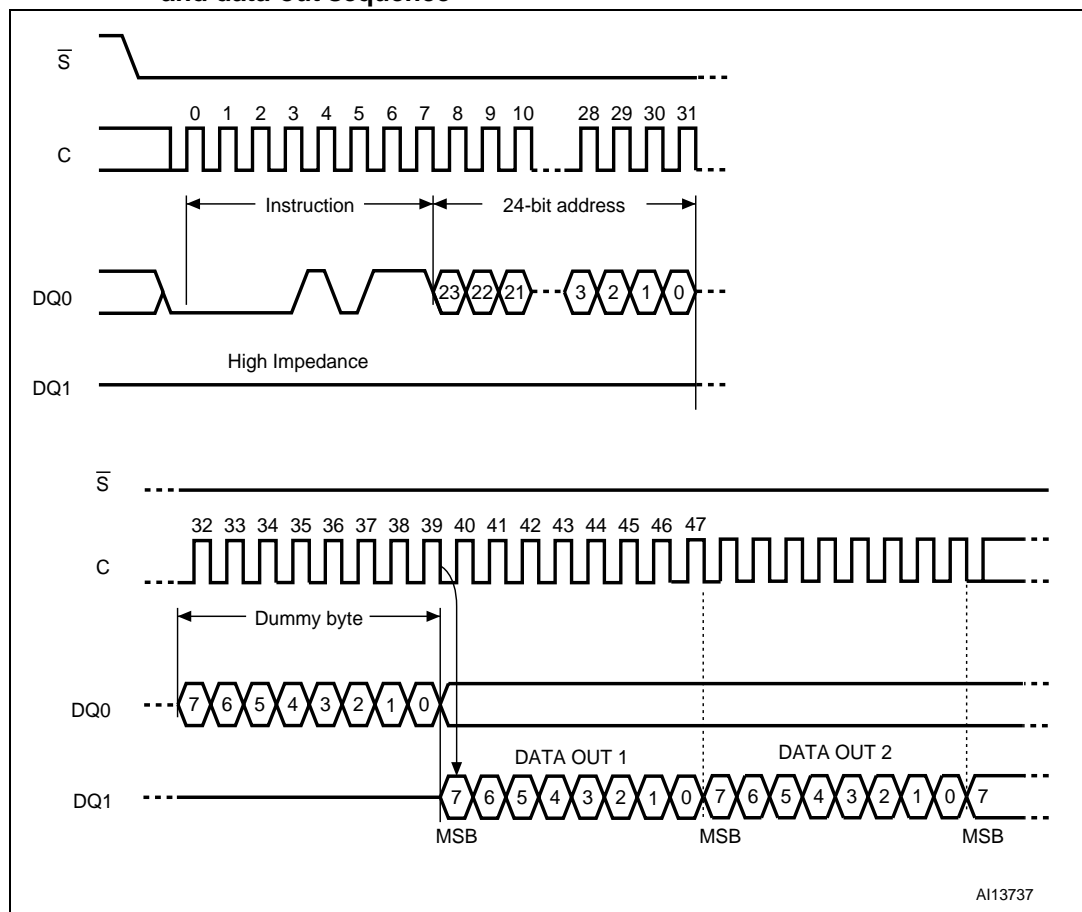 and data-out sequence
S
0 1 2 3 4 5 6 7 8 9 10 28 29 30 31
C
Instruction 24-bit address
DQ0 23 22 21 3 2 1 0
High Impedance
DQ1
S
32 33 34 35 36 37 38 39 40 41 42 43 44 45 46 47
C
Dummy byte
DQ0 7 6 5 4 3 2 1 0
DATA OUT 1 DATA OUT 2
DQ1 7 6 5 4 3 2 1 0 7 6 5 4 3 2 1 0 7
MSB MSB MSB
AI13737